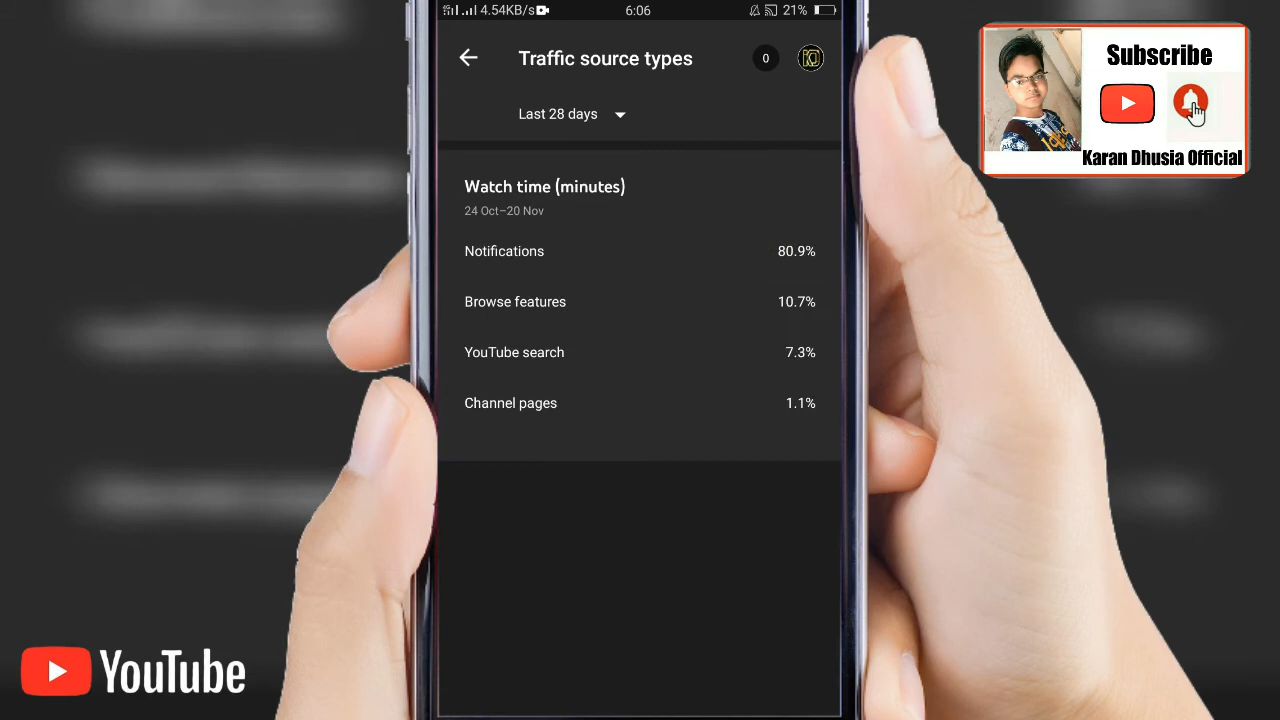 4.54KB/s 6:06 21%
Traffic source types 0
Last 28 days
Watch time (minutes)
24 Oct–20 Nov
Notifications 80.9%
Browse features 10.7%
YouTube search 7.3%
Channel pages 1.1%
Subscribe
Karan Dhusia Official
YouTube